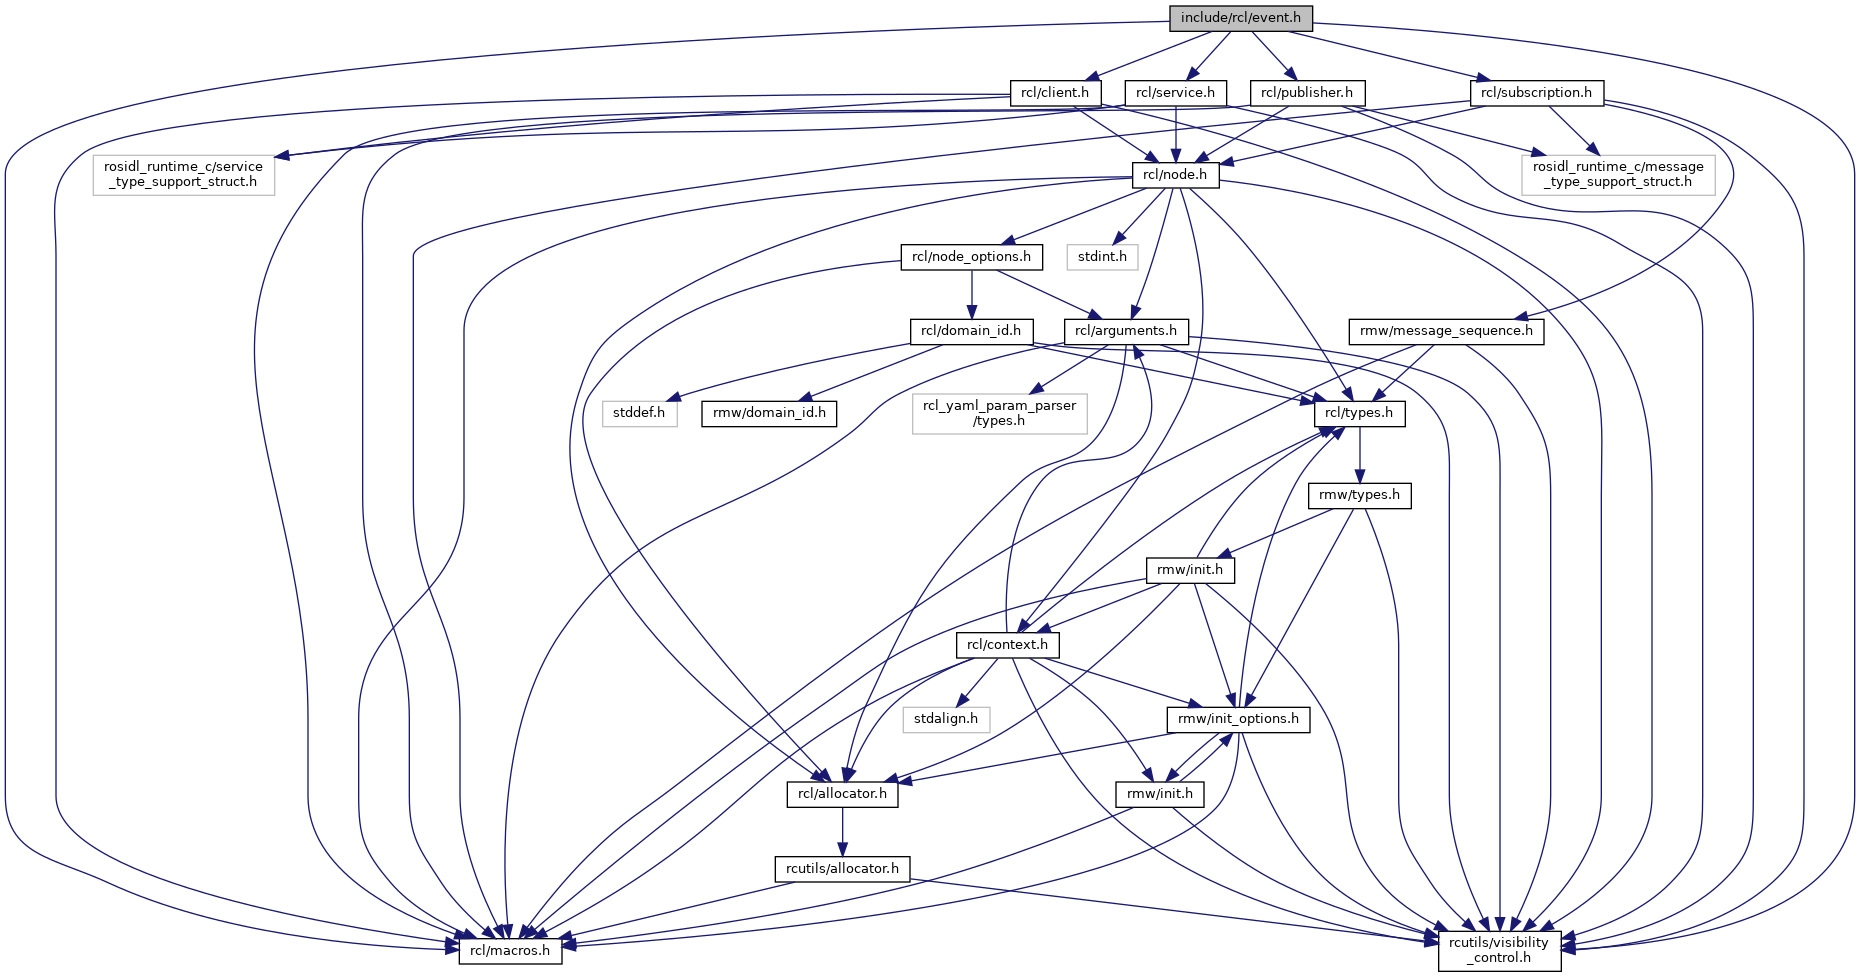 include/rcl/event.h
rcl/client.h
rcl/service.h
rcl/publisher.h
rcl/subscription.h
rosidl_runtime_c/service
_type_support_struct.h
rcl/node.h
rosidl_runtime_c/message
_type_support_struct.h
rcl/node_options.h
stdint.h
rcl/domain_id.h
rcl/arguments.h
rmw/message_sequence.h
stddef.h
rmw/domain_id.h
rcl_yaml_param_parser
/types.h
rcl/types.h
rmw/types.h
rmw/init.h
rcl/context.h
stdalign.h
rmw/init_options.h
rcl/allocator.h
rmw/init.h
rcutils/allocator.h
rcl/macros.h
rcutils/visibility
_control.h